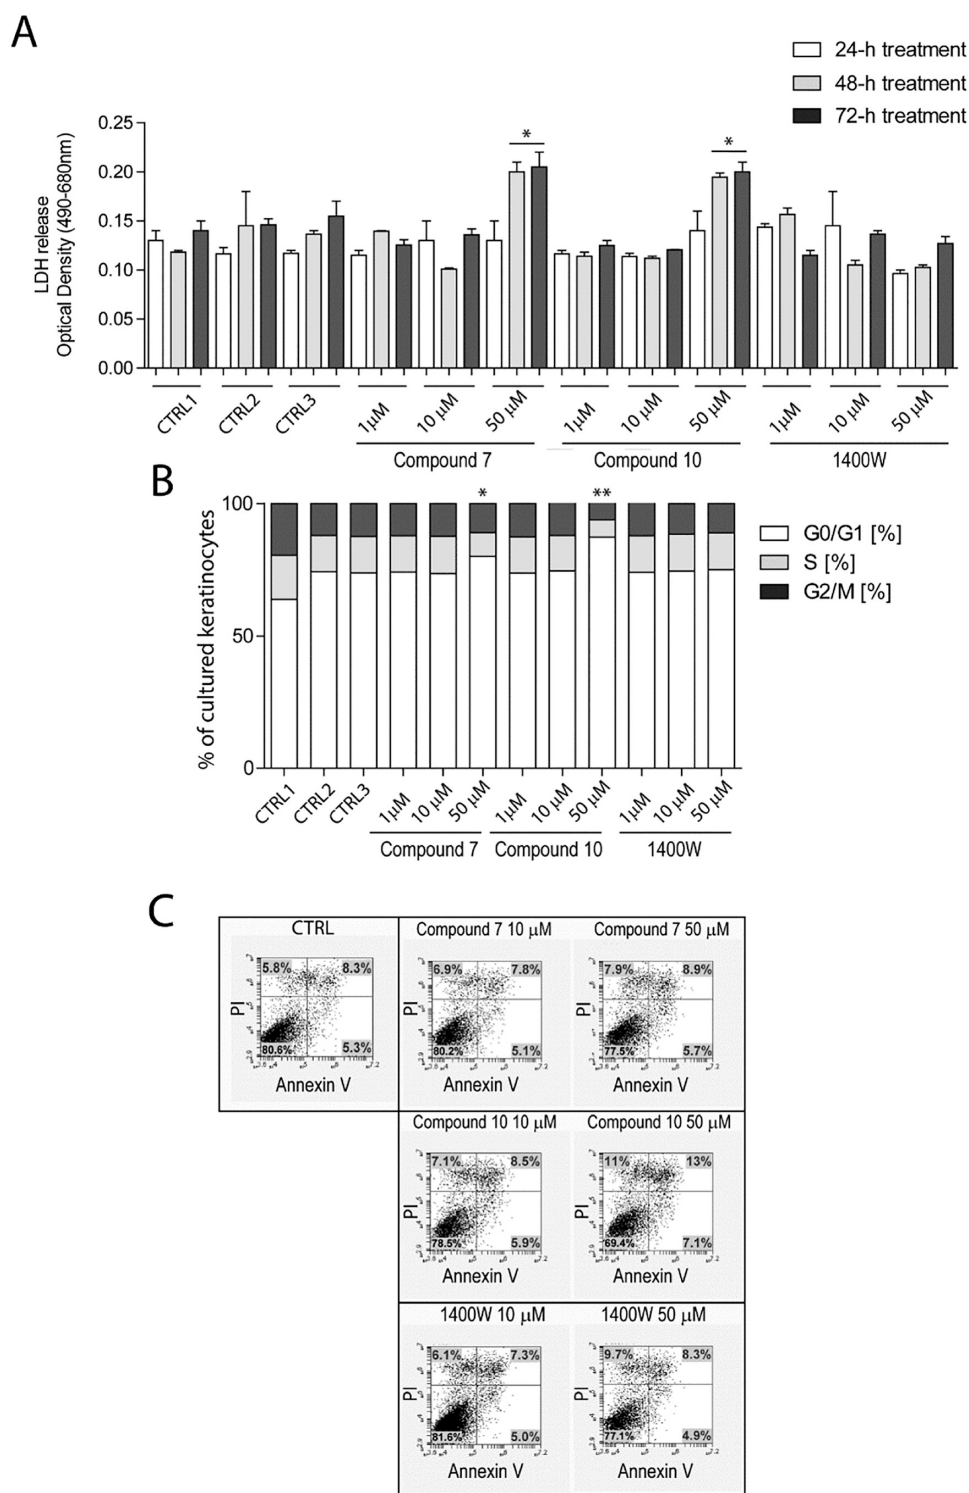 A
24-h treatment
48-h treatment
72-h treatment
LDH release
Optical Density (490-680nm)
0.25
0.20
0.15
0.10
0.05
0.00
*
*
CTRL1
CTRL2
CTRL3
1µM
10 µM
50 µM
1µM
10 µM
50 µM
1µM
10 µM
50 µM
Compound 7
Compound 10
1400W
B
% of cultured keratinocytes
100
50
0
*
**
G0/G1 [%]
S [%]
G2/M [%]
CTRL1
CTRL2
CTRL3
1µM
10 µM
50 µM
1µM
10 µM
50 µM
1µM
10 µM
50 µM
Compound 7
Compound 10
1400W
C
CTRL
5.8%
8.3%
80.6%
5.3%
PI
Annexin V
Compound 7 10 µM
6.9%
7.8%
80.2%
5.1%
PI
Annexin V
Compound 7 50 µM
7.9%
8.9%
77.5%
5.7%
PI
Annexin V
Compound 10 10 µM
7.1%
8.5%
78.5%
5.9%
PI
Annexin V
Compound 10 50 µM
11%
13%
69.4%
7.1%
PI
Annexin V
1400W 10 µM
6.1%
7.3%
81.6%
5.0%
PI
Annexin V
1400W 50 µM
9.7%
8.3%
77.1%
4.9%
PI
Annexin V